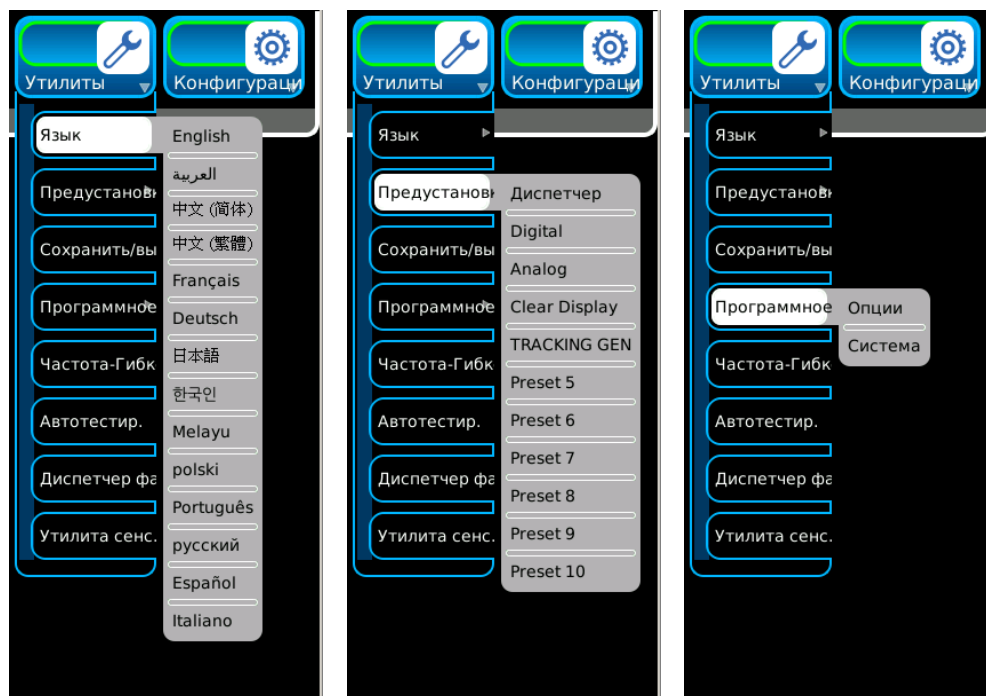 Утилиты
Конфигураци
Язык
English
العربية
中文 (简体)
Предустановк
中文 (繁體)
Сохранить/вы
Français
Программное
Deutsch
日本語
Частота-Гибк
한국인
Автотестир.
Melayu
polski
Диспетчер фа
Português
Утилита сенс.
русский
Español
Italiano
Утилиты
Конфигураци
Язык
Предустановк
Диспетчер
Digital
Сохранить/вы
Analog
Программное
Clear Display
TRACKING GEN
Частота-Гибк
Preset 5
Автотестир.
Preset 6
Preset 7
Диспетчер фа
Preset 8
Утилита сенс.
Preset 9
Preset 10
Утилиты
Конфигураци
Язык
Предустановк
Сохранить/вы
Программное
Опции
Система
Частота-Гибк
Автотестир.
Диспетчер фа
Утилита сенс.